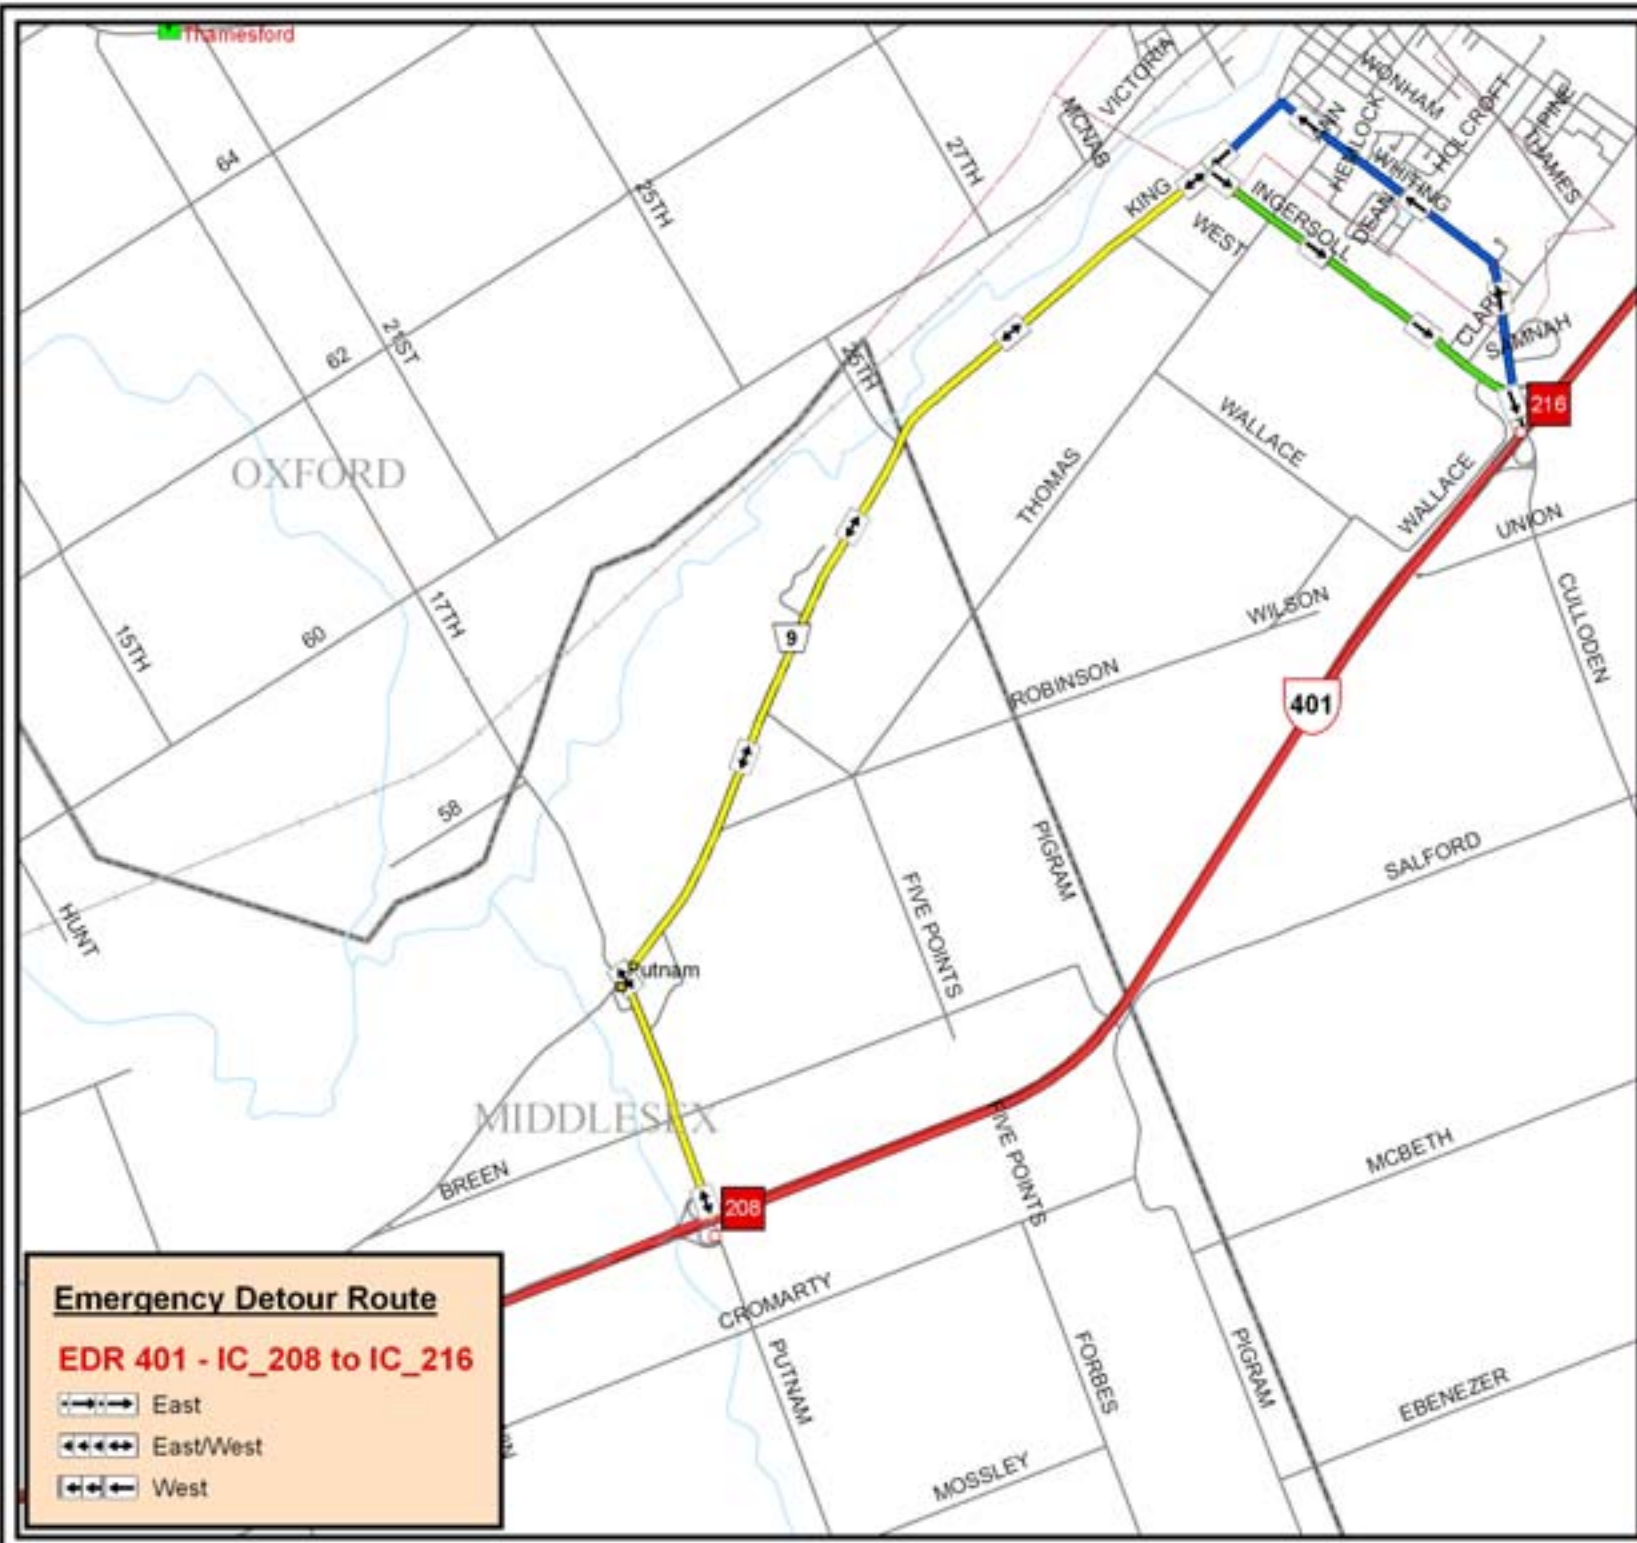 Thamesford
VICTORIA
WONHAM
PINE
HOLCROFT
HEMLOCK
THAMES
MCNAB
WHITING
64
27TH
25TH
KING
INGERSOLL
DEAN
WEST
CLARK
SAMNAH
21ST
62
25TH
216
WALLACE
OXFORD
THOMAS
WALLACE
UNION
CULLODEN
17TH
15TH
60
9
WILSON
ROBINSON
401
58
PIGRAM
SALFORD
HUNT
FIVE POINTS
Putnam
MIDDLESEX
FIVE POINTS
MCBETH
BREEN
208
CROMARTY
PUTNAM
FORBES
PIGRAM
EBENEZER
MOSSLEY
Emergency Detour Route
EDR 401 - IC_208 to IC_216
East
East/West
West